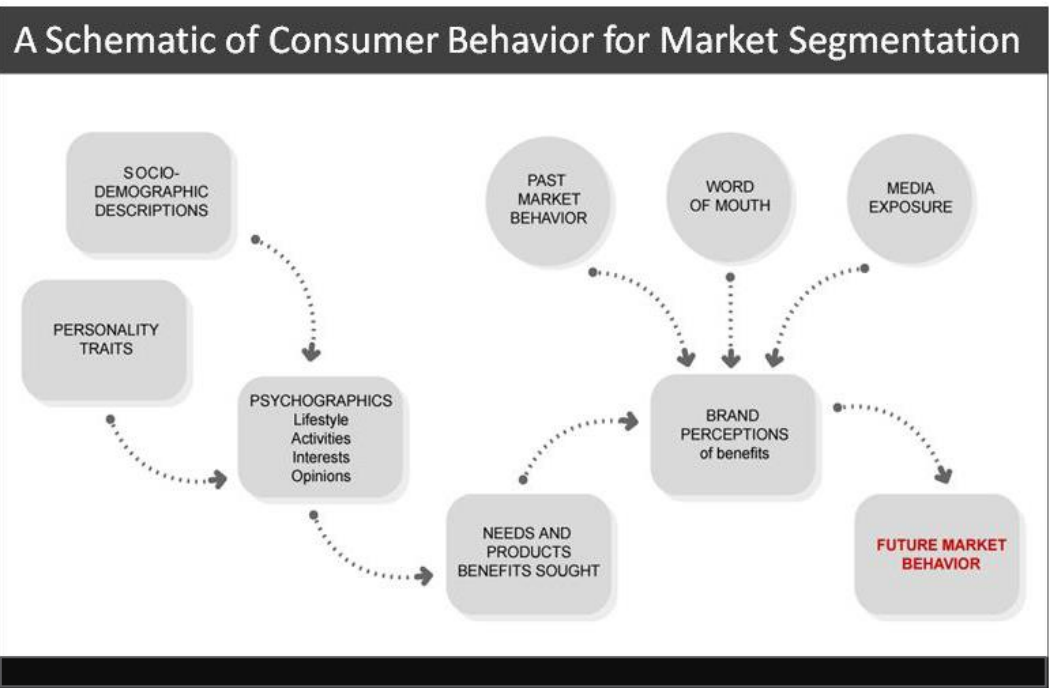 A Schematic of Consumer Behavior for Market Segmentation
SOCIO-
DEMOGRAPHIC
DESCRIPTIONS
PERSONALITY
TRAITS
PSYCHOGRAPHICS
Lifestyle
Activities
Interests
Opinions
NEEDS AND
PRODUCTS
BENEFITS SOUGHT
PAST
MARKET
BEHAVIOR
WORD
OF MOUTH
MEDIA
EXPOSURE
BRAND
PERCEPTIONS
of benefits
FUTURE MARKET
BEHAVIOR